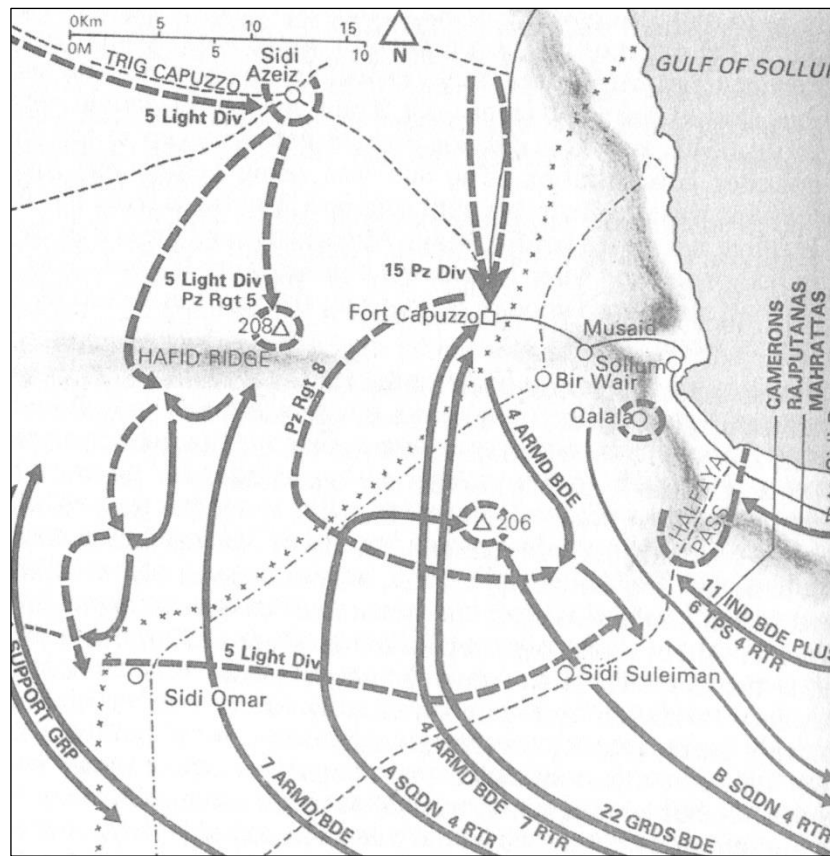 0Km 5 10 15
0M 5 10
N
Sidi
Azeiz
TRIG CAPUZZO
GULF OF SOLLUM
5 Light Div
5 Light Div
Pz Rgt 5
208
HAFID RIDGE
15 Pz Div
Fort Capuzzo
Pz Rgt 8
Musaid
Sollum
Bir Wair
Qalala
4 ARMD BDE
206
HALFAYA
PASS
CAMERONS
RAJPUTANAS
MAHRATTAS
11 IND BDE PLUS
6 TPS 4 RTR
5 Light Div
Sidi Omar
Sidi Suleiman
SUPPORT GRP
7 ARMD/BDE
A SQDN 4 RTR
4 ARMD BDE 7 RTR
22 GRDS BDE
B SQDN 4 RTR